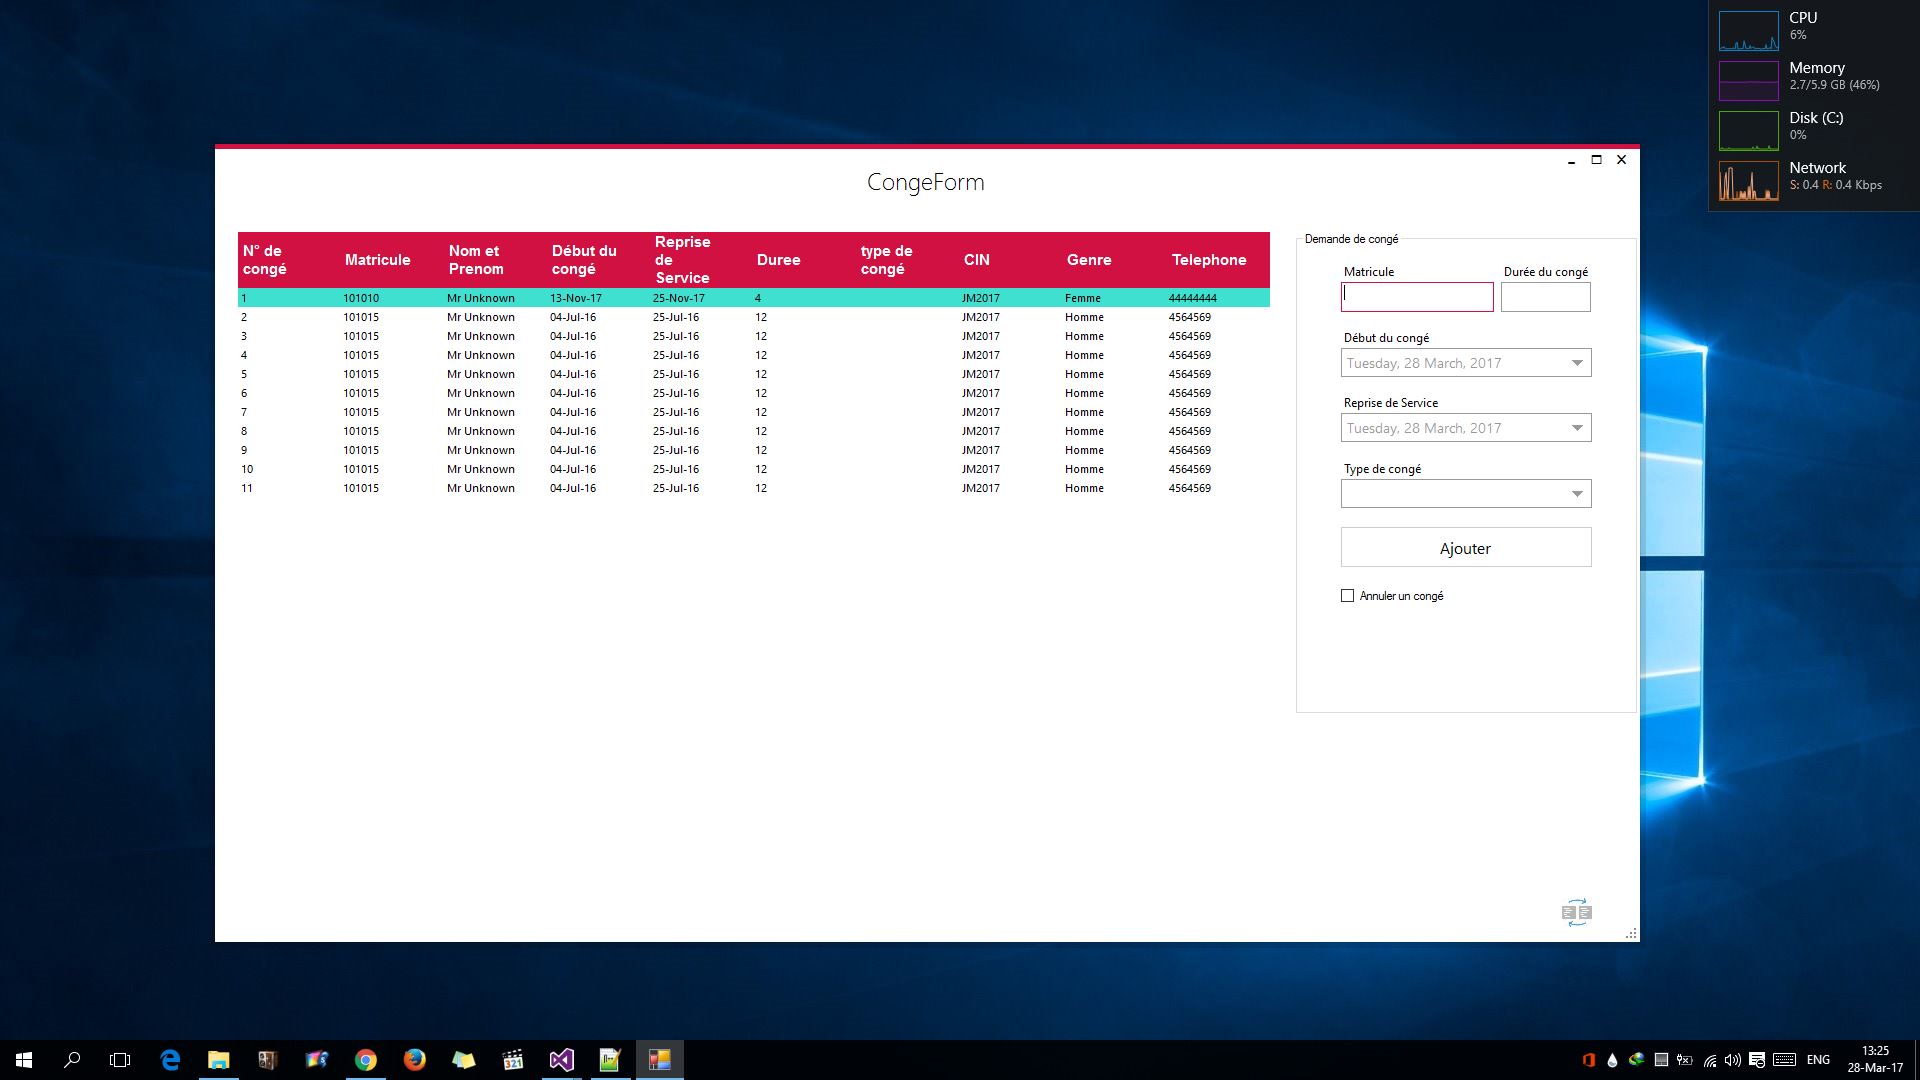 CPU
6%
Memory
2.7/5.9 GB (46%)
Disk (C:)
0%
Network
S: 0.4 R: 0.4 Kbps
CongeForm
N° de congé Matricule Nom et Prenom Début du congé Reprise de Service Duree type de congé CIN Genre Telephone
1 101010 Mr Unknown 13-Nov-17 25-Nov-17 4 JM2017 Femme 44444444
2 101015 Mr Unknown 04-Jul-16 25-Jul-16 12 JM2017 Homme 4564569
3 101015 Mr Unknown 04-Jul-16 25-Jul-16 12 JM2017 Homme 4564569
4 101015 Mr Unknown 04-Jul-16 25-Jul-16 12 JM2017 Homme 4564569
5 101015 Mr Unknown 04-Jul-16 25-Jul-16 12 JM2017 Homme 4564569
6 101015 Mr Unknown 04-Jul-16 25-Jul-16 12 JM2017 Homme 4564569
7 101015 Mr Unknown 04-Jul-16 25-Jul-16 12 JM2017 Homme 4564569
8 101015 Mr Unknown 04-Jul-16 25-Jul-16 12 JM2017 Homme 4564569
9 101015 Mr Unknown 04-Jul-16 25-Jul-16 12 JM2017 Homme 4564569
10 101015 Mr Unknown 04-Jul-16 25-Jul-16 12 JM2017 Homme 4564569
11 101015 Mr Unknown 04-Jul-16 25-Jul-16 12 JM2017 Homme 4564569
Demande de congé
Matricule Durée du congé
Début du congé
Tuesday, 28 March, 2017
Reprise de Service
Tuesday, 28 March, 2017
Type de congé
Ajouter
Annuler un congé
321
ENG
13:25
28-Mar-17